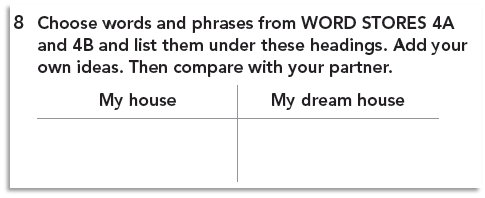 8 Choose words and phrases from WORD STORES 4A
and 4B and list them under these headings. Add your
own ideas. Then compare with your partner.
My house My dream house